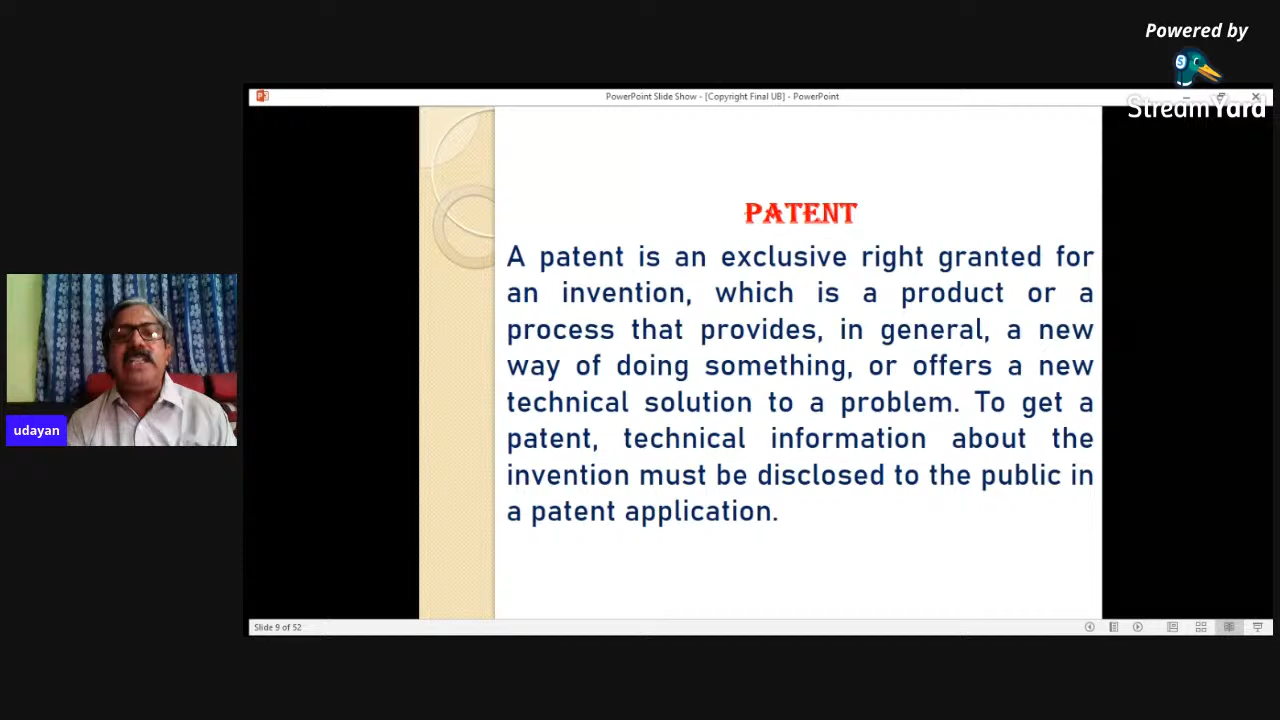 Powered by
StreamYard
PowerPoint Slide Show - [Copyright Final UB] - PowerPoint
PATENT
A patent is an exclusive right granted for
an invention, which is a product or a
process that provides, in general, a new
way of doing something, or offers a new
technical solution to a problem. To get a
patent, technical information about the
invention must be disclosed to the public in
a patent application.
udayan
Slide 9 of 52